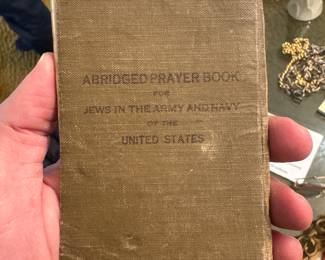 ABRIDGED PRAYER BOOK
FOR
JEWS IN THE ARMY AND NAVY
OF THE
UNITED STATES